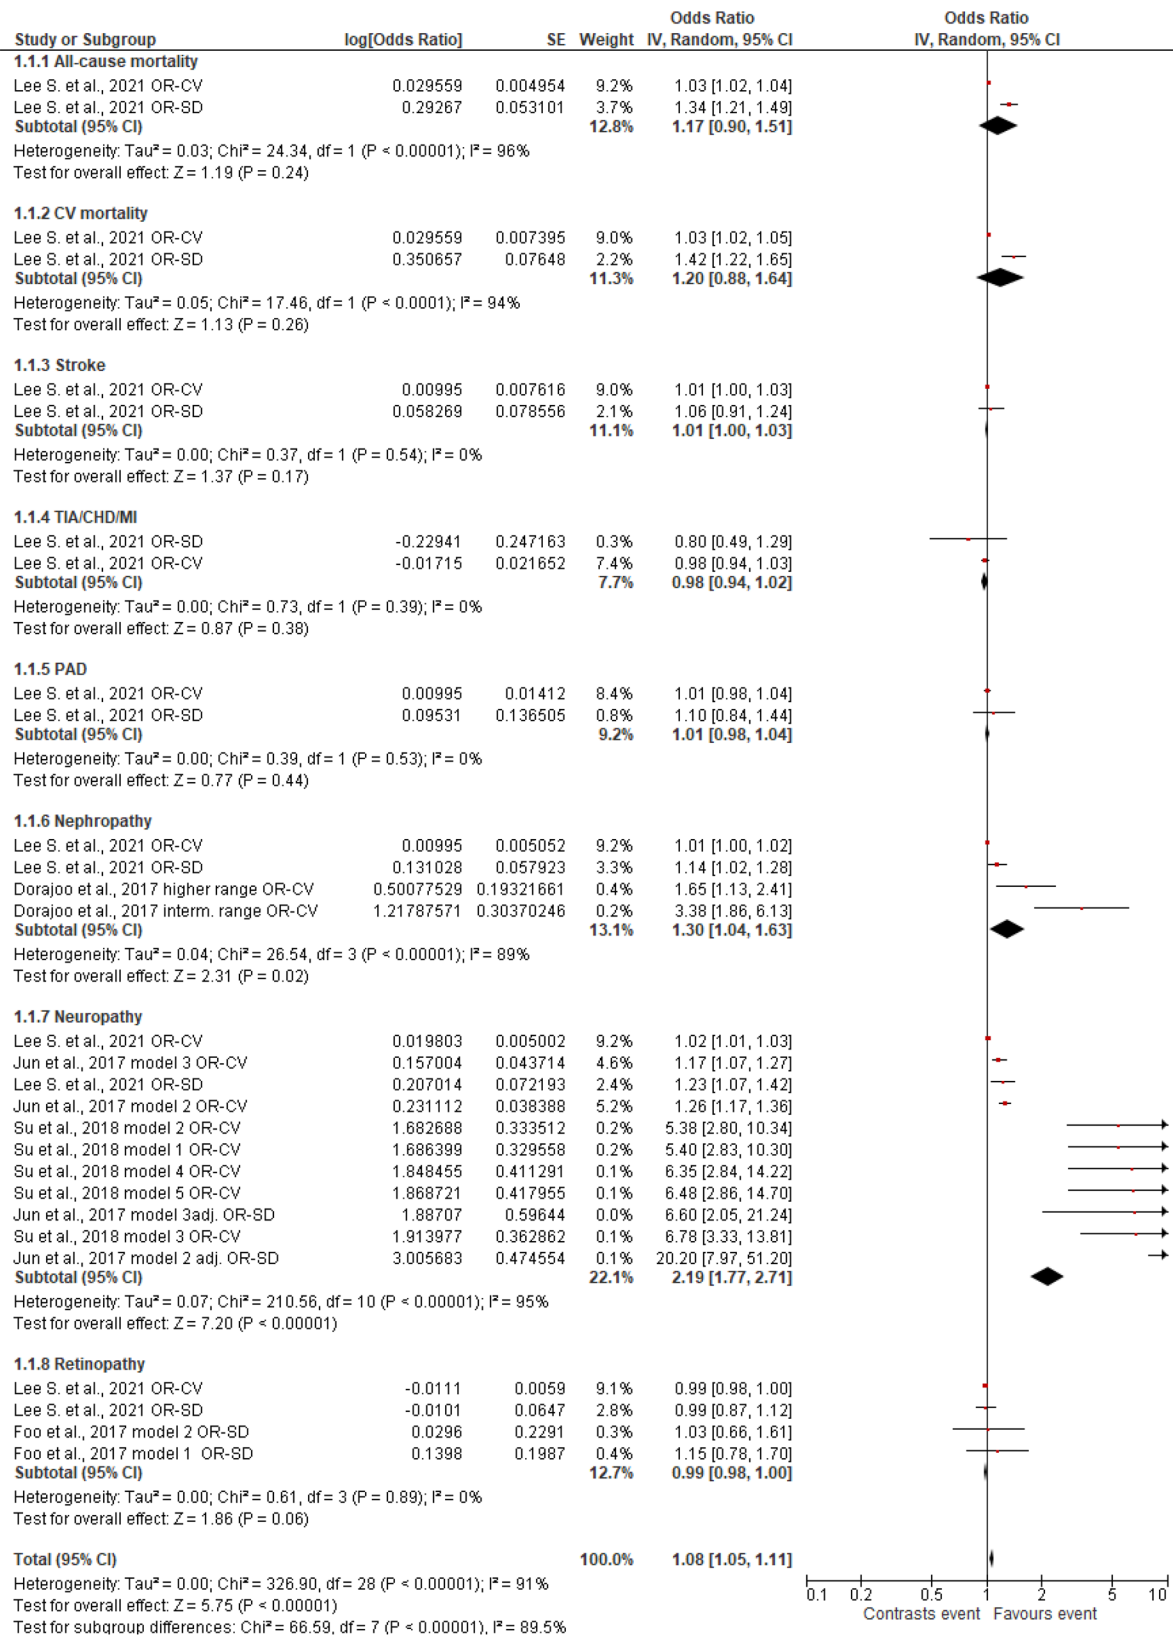 Odds Ratio Odds Ratio
Study or Subgroup log[Odds Ratio] SE Weight IV, Random, 95% CI IV, Random, 95% CI
1.1.1 All-cause mortality
Lee S. et al., 2021 OR-CV 0.029559 0.004954 9.2% 1.03 [1.02, 1.04]
Lee S. et al., 2021 OR-SD 0.29267 0.053101 3.7% 1.34 [1.21, 1.49]
Subtotal (95% CI) 12.8% 1.17 [0.90, 1.51]
Heterogeneity: Tau² = 0.03; Chi² = 24.34, df = 1 (P < 0.00001); I² = 96%
Test for overall effect: Z = 1.19 (P = 0.24)
1.1.2 CV mortality
Lee S. et al., 2021 OR-CV 0.029559 0.007395 9.0% 1.03 [1.02, 1.05]
Lee S. et al., 2021 OR-SD 0.350657 0.07648 2.2% 1.42 [1.22, 1.65]
Subtotal (95% CI) 11.3% 1.20 [0.88, 1.64]
Heterogeneity: Tau² = 0.05; Chi² = 17.46, df = 1 (P < 0.0001); I² = 94%
Test for overall effect: Z = 1.13 (P = 0.26)
1.1.3 Stroke
Lee S. et al., 2021 OR-CV 0.00995 0.007616 9.0% 1.01 [1.00, 1.03]
Lee S. et al., 2021 OR-SD 0.058269 0.078556 2.1% 1.06 [0.91, 1.24]
Subtotal (95% CI) 11.1% 1.01 [1.00, 1.03]
Heterogeneity: Tau² = 0.00; Chi² = 0.37, df = 1 (P = 0.54); I² = 0%
Test for overall effect: Z = 1.37 (P = 0.17)
1.1.4 TIA/CHD/MI
Lee S. et al., 2021 OR-SD -0.22941 0.247163 0.3% 0.80 [0.49, 1.29]
Lee S. et al., 2021 OR-CV -0.01715 0.021652 7.4% 0.98 [0.94, 1.03]
Subtotal (95% CI) 7.7% 0.98 [0.94, 1.02]
Heterogeneity: Tau² = 0.00; Chi² = 0.73, df = 1 (P = 0.39); I² = 0%
Test for overall effect: Z = 0.87 (P = 0.38)
1.1.5 PAD
Lee S. et al., 2021 OR-CV 0.00995 0.01412 8.4% 1.01 [0.98, 1.04]
Lee S. et al., 2021 OR-SD 0.09531 0.136505 0.8% 1.10 [0.84, 1.44]
Subtotal (95% CI) 9.2% 1.01 [0.98, 1.04]
Heterogeneity: Tau² = 0.00; Chi² = 0.39, df = 1 (P = 0.53); I² = 0%
Test for overall effect: Z = 0.77 (P = 0.44)
1.1.6 Nephropathy
Lee S. et al., 2021 OR-CV 0.00995 0.005052 9.2% 1.01 [1.00, 1.02]
Lee S. et al., 2021 OR-SD 0.131028 0.057923 3.3% 1.14 [1.02, 1.28]
Dorajoo et al., 2017 higher range OR-CV 0.50077529 0.19321661 0.4% 1.65 [1.13, 2.41]
Dorajoo et al., 2017 interm. range OR-CV 1.21787571 0.30370246 0.2% 3.38 [1.86, 6.13]
Subtotal (95% CI) 13.1% 1.30 [1.04, 1.63]
Heterogeneity: Tau² = 0.04; Chi² = 26.54, df = 3 (P < 0.00001); I² = 89%
Test for overall effect: Z = 2.31 (P = 0.02)
1.1.7 Neuropathy
Lee S. et al., 2021 OR-CV 0.019803 0.005002 9.2% 1.02 [1.01, 1.03]
Jun et al., 2017 model 3 OR-CV 0.157004 0.043714 4.6% 1.17 [1.07, 1.27]
Lee S. et al., 2021 OR-SD 0.207014 0.072193 2.4% 1.23 [1.07, 1.42]
Jun et al., 2017 model 2 OR-CV 0.231112 0.038388 5.2% 1.26 [1.17, 1.36]
Su et al., 2018 model 2 OR-CV 1.682688 0.333512 0.2% 5.38 [2.80, 10.34]
Su et al., 2018 model 1 OR-CV 1.686399 0.329558 0.2% 5.40 [2.83, 10.30]
Su et al., 2018 model 4 OR-CV 1.848455 0.411291 0.1% 6.35 [2.84, 14.22]
Su et al., 2018 model 5 OR-CV 1.868721 0.417955 0.1% 6.48 [2.86, 14.70]
Jun et al., 2017 model 3adj. OR-SD 1.88707 0.59644 0.0% 6.60 [2.05, 21.24]
Su et al., 2018 model 3 OR-CV 1.913977 0.362862 0.1% 6.78 [3.33, 13.81]
Jun et al., 2017 model 2 adj. OR-SD 3.005683 0.474554 0.1% 20.20 [7.97, 51.20]
Subtotal (95% CI) 22.1% 2.19 [1.77, 2.71]
Heterogeneity: Tau² = 0.07; Chi² = 210.56, df = 10 (P < 0.00001); I² = 95%
Test for overall effect: Z = 7.20 (P < 0.00001)
1.1.8 Retinopathy
Lee S. et al., 2021 OR-CV -0.0111 0.0059 9.1% 0.99 [0.98, 1.00]
Lee S. et al., 2021 OR-SD -0.0101 0.0647 2.8% 0.99 [0.87, 1.12]
Foo et al., 2017 model 2 OR-SD 0.0296 0.2291 0.3% 1.03 [0.66, 1.61]
Foo et al., 2017 model 1 OR-SD 0.1398 0.1987 0.4% 1.15 [0.78, 1.70]
Subtotal (95% CI) 12.7% 0.99 [0.98, 1.00]
Heterogeneity: Tau² = 0.00; Chi² = 0.61, df = 3 (P = 0.89); I² = 0%
Test for overall effect: Z = 1.86 (P = 0.06)
Total (95% CI) 100.0% 1.08 [1.05, 1.11]
Heterogeneity: Tau² = 0.00; Chi² = 326.90, df = 28 (P < 0.00001); I² = 91%
0.1 0.2 0.5 1 2 5 10
Test for overall effect: Z = 5.75 (P < 0.00001)
Contrasts event Favours event
Test for subgroup differences: Chi² = 66.59, df = 7 (P < 0.00001), I² = 89.5%